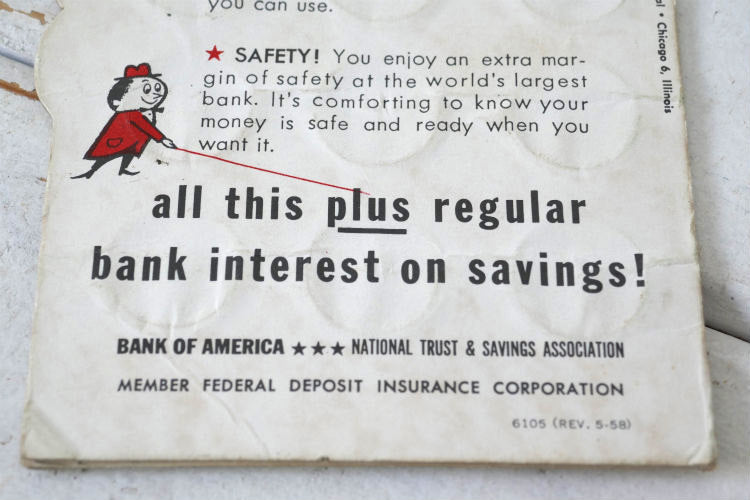 you can use.
★ SAFETY! You enjoy an extra mar-
gin of safety at the world's largest
bank. It's comforting to know your
money is safe and ready when you
want it.
all this plus regular
bank interest on savings!
BANK OF AMERICA ★★★ NATIONAL TRUST & SAVINGS ASSOCIATION
MEMBER FEDERAL DEPOSIT INSURANCE CORPORATION
6105 (REV. 5-58)
• Chicago 6, Illinois